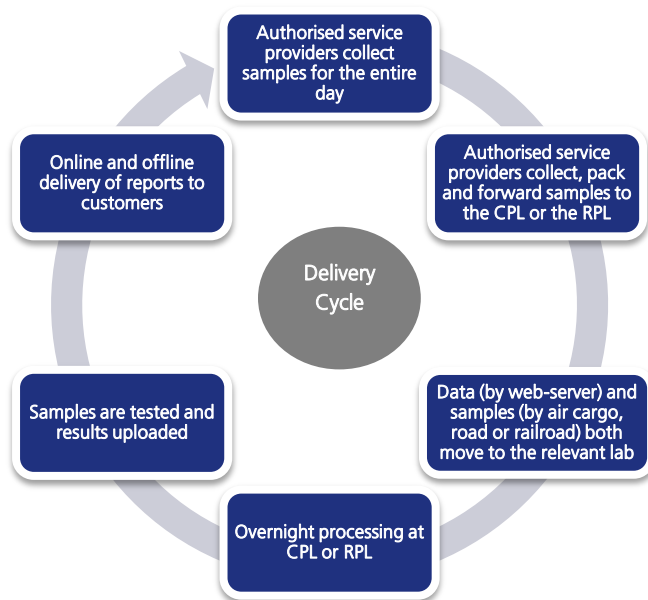 Authorised service
providers collect
samples for the entire
day
Authorised service
providers collect, pack
and forward samples to
the CPL or the RPL
Data (by web-server) and
samples (by air cargo,
road or railroad) both
move to the relevant lab
Overnight processing at
CPL or RPL
Samples are tested and
results uploaded
Online and offline
delivery of reports to
customers
Delivery
Cycle